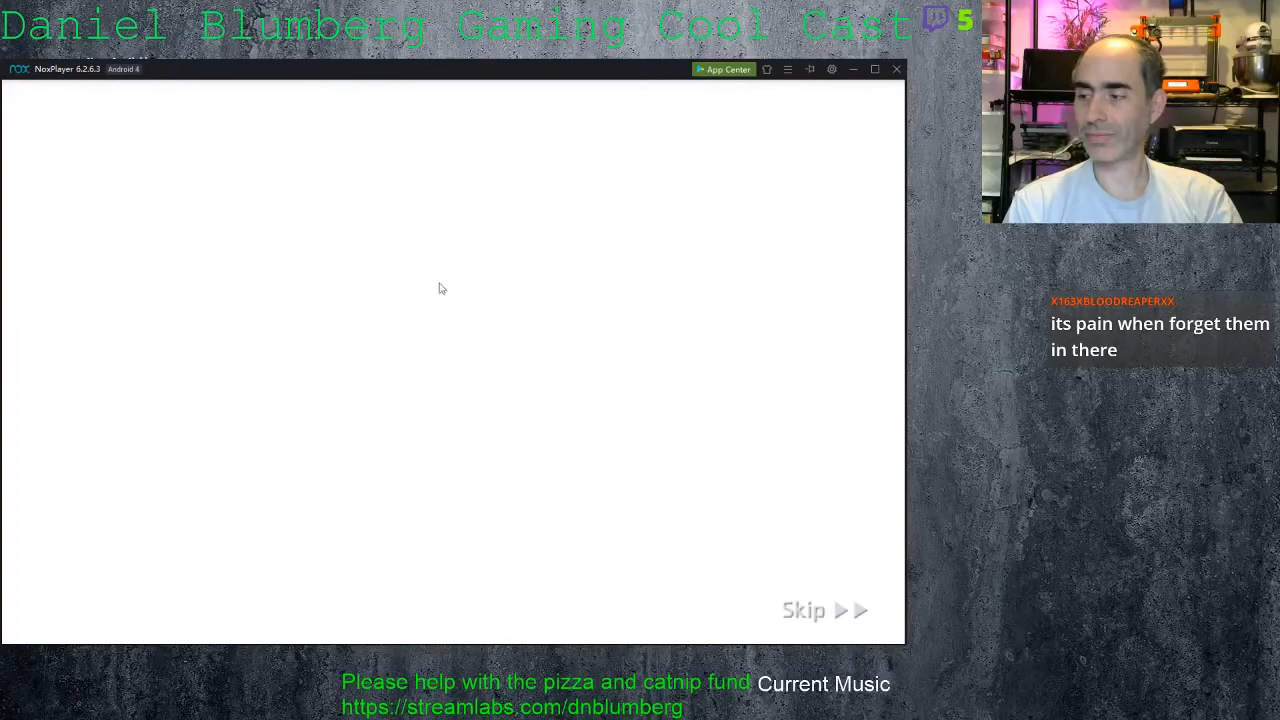 Daniel Blumberg Gaming Cool Cast 5
nox NoxPlayer 6.2.6.3 Android 4 App Center
X163XBLOODREAPERXX
its pain when forget them
in there
Skip
Please help with the pizza and catnip fund Current Music
https://streamlabs.com/dnblumberg